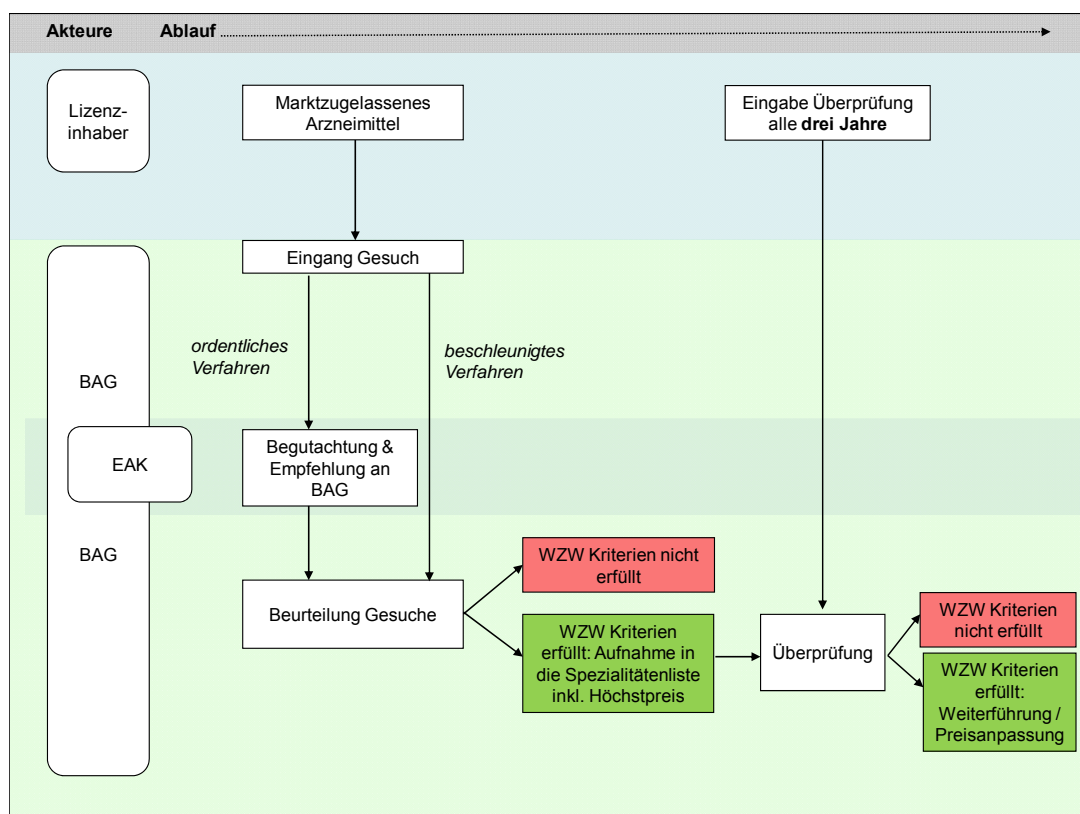 Akteure Ablauf
Lizenz-
inhaber
Marktzugelassenes
Arzneimittel
Eingabe Überprüfung
alle drei Jahre
Eingang Gesuch
ordentliches
Verfahren
beschleunigtes
Verfahren
BAG
EAK
Begutachtung &
Empfehlung an
BAG
BAG
Beurteilung Gesuche
WZW Kriterien nicht
erfüllt
WZW Kriterien
erfüllt: Aufnahme in
die Spezialitätenliste
inkl. Höchstpreis
Überprüfung
WZW Kriterien
nicht erfüllt
WZW Kriterien
erfüllt:
Weiterführung /
Preisanpassung